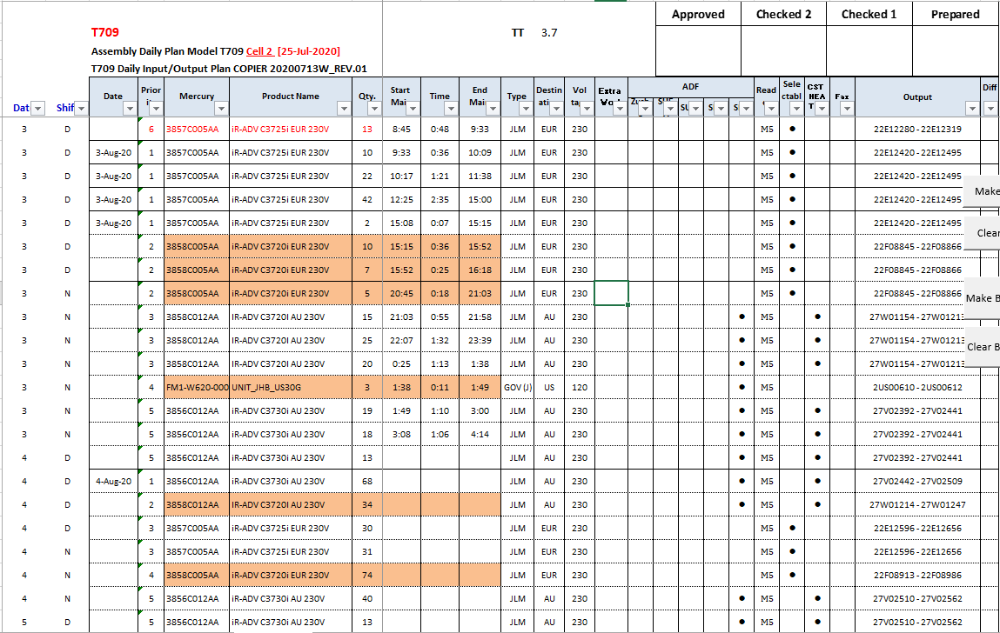 Approved Checked 2 Checked 1 Prepared
T709 TT 3.7
Assembly Daily Plan Model T709 Cell 2 [25-Jul-2020]
T709 Daily Input/Output Plan COPIER 20200713W_REV.01
Dat Shif Date Prior it Mercury Product Name Qty. Start Mai Time End Mai Type Destin ati Vol ta Extra ADF Read Sele ctabl CST HEA T Fax Output Diff
3 D 6 3857C005AA iR-ADV C3725i EUR 230V 13 8:45 0:48 9:33 JLM EUR 230 M5 ● 22E12280 - 22E12319
3 D 3-Aug-20 1 3857C005AA iR-ADV C3725i EUR 230V 10 9:33 0:36 10:09 JLM EUR 230 M5 ● 22E12420 - 22E12495
3 D 3-Aug-20 1 3857C005AA iR-ADV C3725i EUR 230V 22 10:17 1:21 11:38 JLM EUR 230 M5 ● 22E12420 - 22E12495
Make
3 D 3-Aug-20 1 3857C005AA iR-ADV C3725i EUR 230V 42 12:25 2:35 15:00 JLM EUR 230 M5 ● 22E12420 - 22E12495
3 D 3-Aug-20 1 3857C005AA iR-ADV C3725i EUR 230V 2 15:08 0:07 15:15 JLM EUR 230 M5 ● 22E12420 - 22E12495
Clear
3 D 2 3858C005AA IR-ADV C3720i EUR 230V 10 15:15 0:36 15:52 JLM EUR 230 M5 ● 22F08845 - 22F08866
3 D 2 3858C005AA IR-ADV C3720i EUR 230V 7 15:52 0:25 16:18 JLM EUR 230 M5 ● 22F08845 - 22F08866
3 N 2 3858C005AA IR-ADV C3720i EUR 230V 5 20:45 0:18 21:03 JLM EUR 230 M5 ● 22F08845 - 22F08866
Make B
3 N 3 3858C012AA IR-ADV C3720I AU 230V 15 21:03 0:55 21:58 JLM AU 230 ● M5 ● 27W01154 - 27W01213
3 N 3 3858C012AA IR-ADV C3720I AU 230V 25 22:07 1:32 23:39 JLM AU 230 ● M5 ● 27W01154 - 27W01213
Clear B
3 N 3 3858C012AA IR-ADV C3720I AU 230V 20 0:25 1:13 1:38 JLM AU 230 ● M5 ● 27W01154 - 27W01213
3 N 4 FM1-W620-000 UNIT_JHB_US30G 3 1:38 0:11 1:49 GOV (J) US 120 ● M5 2US00610 - 2US00612
3 N 5 3856C012AA iR-ADV C3730i AU 230V 19 1:49 1:10 3:00 JLM AU 230 ● M5 ● 27V02392 - 27V02441
3 N 5 3856C012AA iR-ADV C3730i AU 230V 18 3:08 1:06 4:14 JLM AU 230 ● M5 ● 27V02392 - 27V02441
4 D 5 3856C012AA iR-ADV C3730i AU 230V 13 JLM AU 230 ● M5 ● 27V02392 - 27V02441
4 D 4-Aug-20 1 3856C012AA iR-ADV C3730i AU 230V 68 JLM AU 230 ● M5 ● 27V02442 - 27V02509
4 D 2 3858C012AA IR-ADV C3720I AU 230V 34 JLM AU 230 ● M5 ● 27W01214 - 27W01247
4 D 3 3857C005AA iR-ADV C3725i EUR 230V 30 JLM EUR 230 M5 ● 22E12596 - 22E12656
4 N 3 3857C005AA iR-ADV C3725i EUR 230V 31 JLM EUR 230 M5 ● 22E12596 - 22E12656
4 N 4 3858C005AA IR-ADV C3720i EUR 230V 74 JLM EUR 230 M5 ● 22F08913 - 22F08986
4 N 5 3856C012AA iR-ADV C3730i AU 230V 40 JLM AU 230 ● M5 ● 27V02510 - 27V02562
5 D 5 3856C012AA iR-ADV C3730i AU 230V 13 JLM AU 230 ● M5 ● 27V02510 - 27V02562